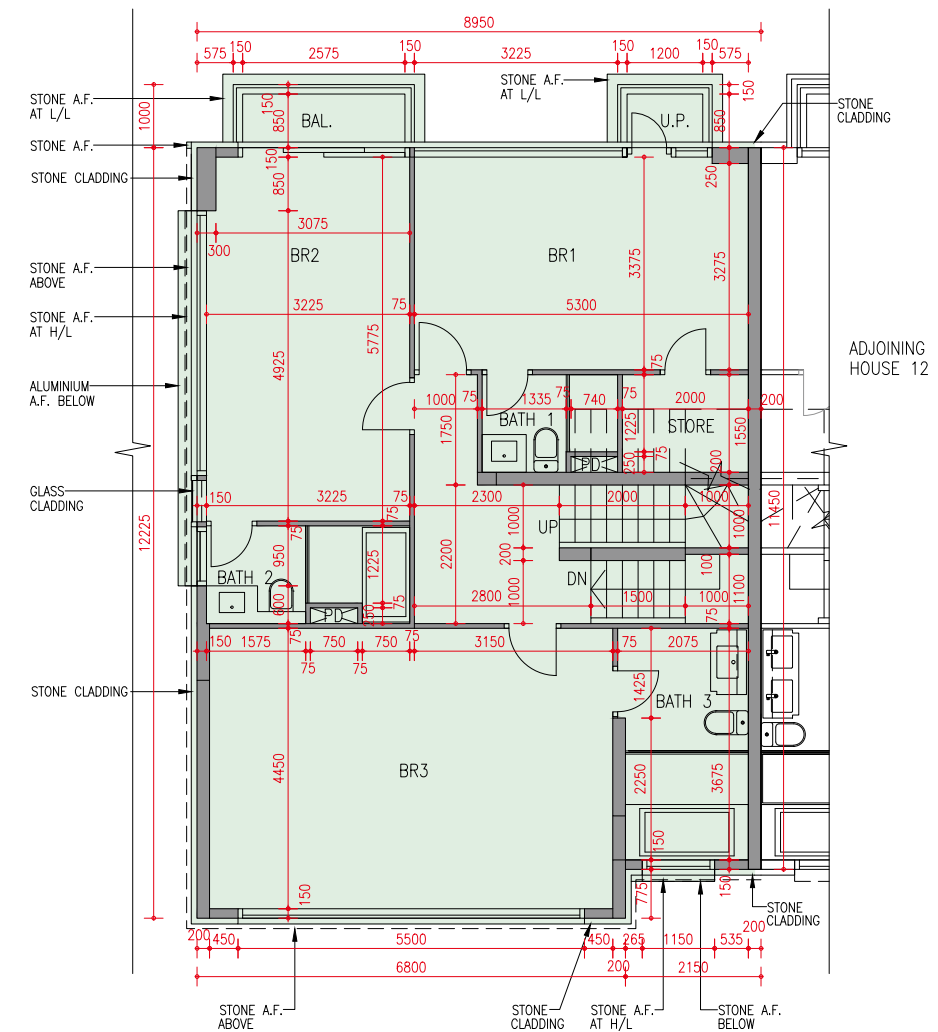 8950
575
150
2575
150
3225
150
1200
150
575
STONE A.F.
AT L/L
STONE A.F.
AT L/L
STONE
CLADDING
1000
150
850
BAL.
U.P.
850
150
STONE A.F.
STONE CLADDING
150
850
250
3075
300
BR2
BR1
3375
3275
STONE A.F.
ABOVE
STONE A.F.
AT H/L
3225
75
5300
5775
4925
75
ADJOINING
HOUSE 12
ALUMINIUM
A.F. BELOW
1000
75
1335
75
740
75
2000
200
BATH 1
STORE
1750
1225
1550
250
75
PD
200
GLASS
CLADDING
150
3225
75
2300
2000
1000
11450
12225
75
1000
UP
1000
950
BATH 2
1225
2200
200
100
DN
600
75
250
PD
2800
1000
1500
1100
75
75
75
150
1575
750
750
3150
75
2075
75
75
STONE CLADDING
1425
BATH 3
BR3
4450
2250
3675
150
150
775
150
STONE
CLADDING
200
450
5500
450
265
1150
535
200
6800
200
2150
STONE A.F.
ABOVE
STONE
CLADDING
STONE A.F.
AT H/L
STONE A.F.
BELOW